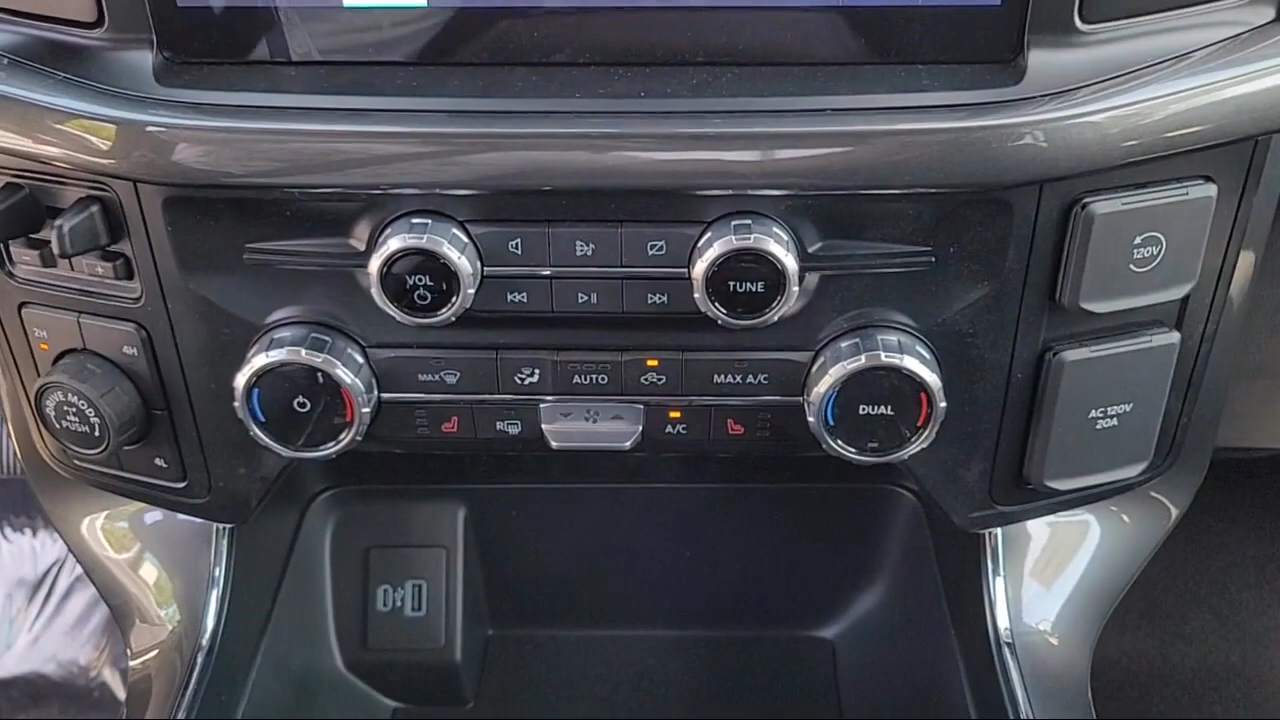 VOL
TUNE
120V
2H
4H
DRIVE MODE
PUSH
4L
MAX
AUTO
MAX A/C
R
A/C
DUAL
AC 120V
20A